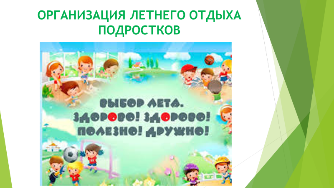 ОРГАНИЗАЦИЯ ЛЕТНЕГО ОТДЫХА
ПОДРОСТКОВ
ВЫБОР ЛЕТА.
ЗДОРОВО! ЗДОРОВО!
ПОЛЕЗНО! ДРУЖНО!